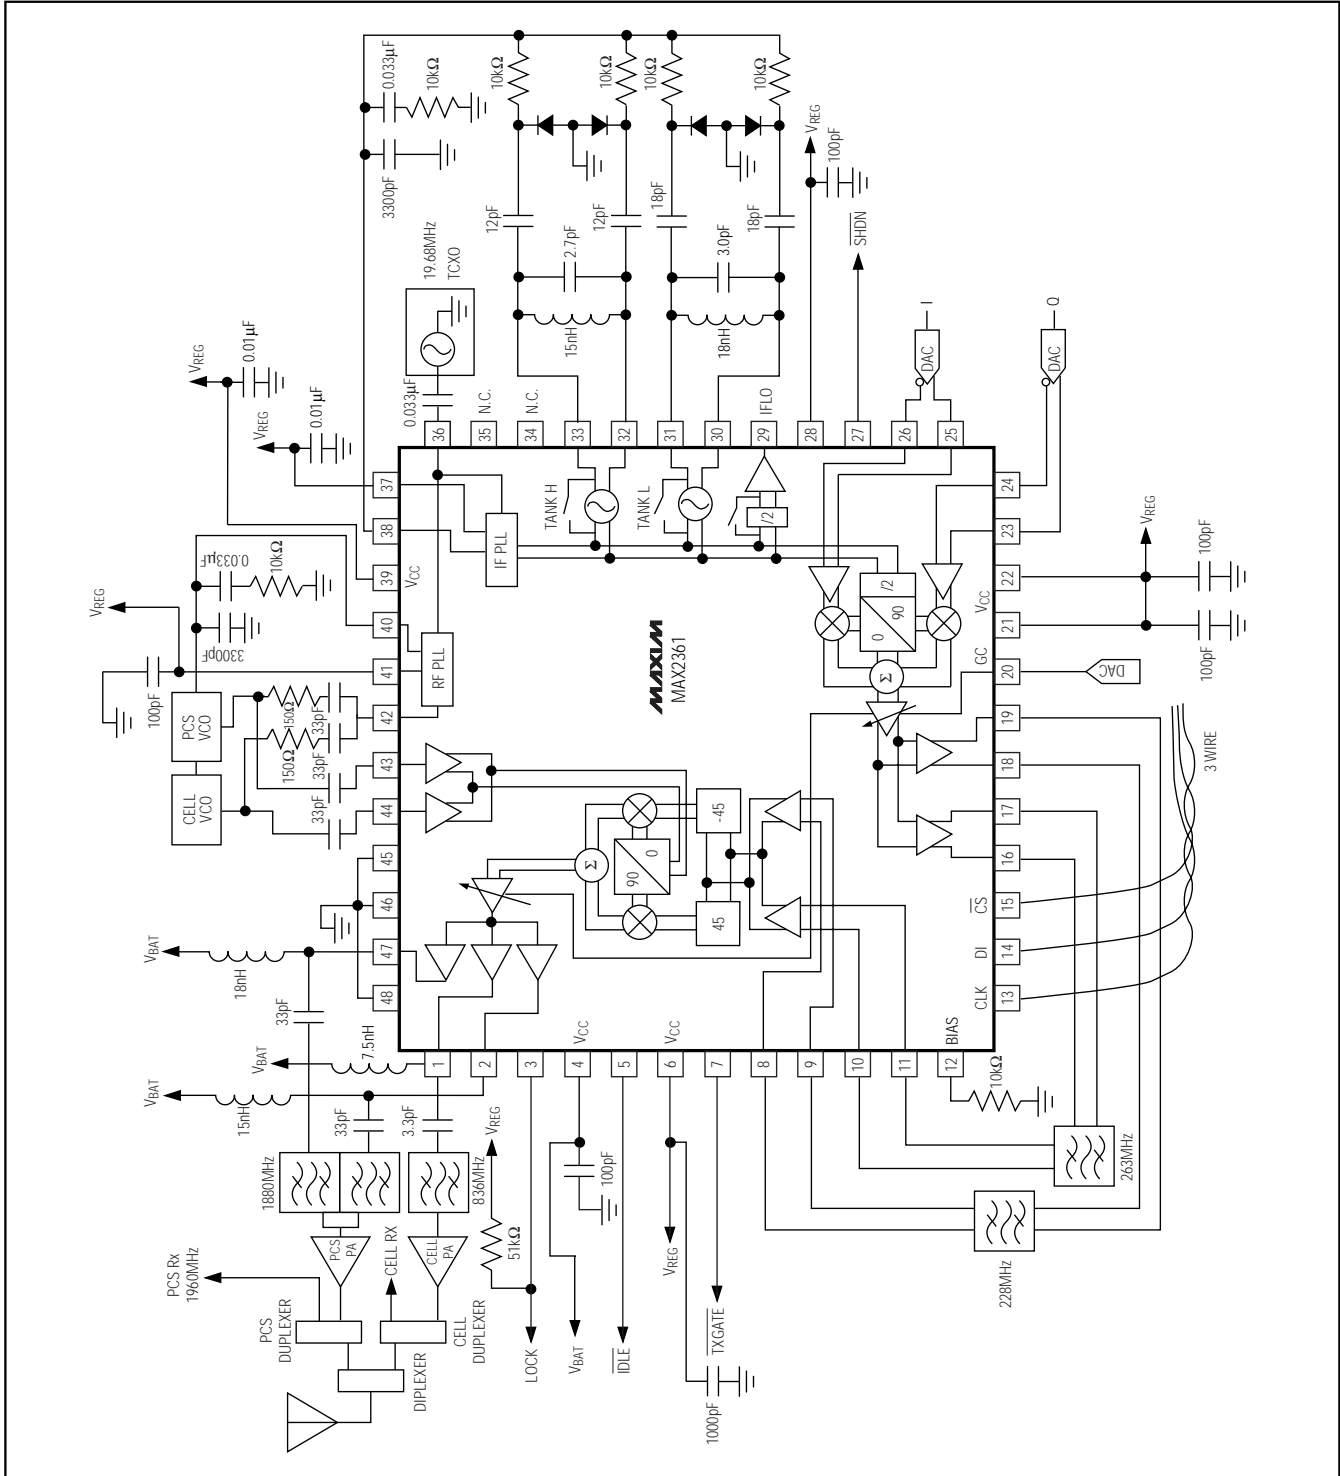 0.033µF
10kΩ
3300pF
10kΩ
10kΩ
10kΩ
10kΩ
12pF
12pF
18pF
18pF
2.7pF
3.0pF
15nH
18nH
19.68MHz
TCXO
0.033µF
VREG
100pF
SHDN
I
DAC
Q
DAC
VREG
0.01µF
VREG
0.01µF
VREG
100pF
0.033µF
10kΩ
3300pF
PCS
VCO
CELL
VCO
150Ω
33pF
150Ω
33pF
33pF
33pF
36
35
N.C.
34
N.C.
33
32
31
30
29
IFLO
28
27
26
25
37
38
39
VCC
40
41
42
43
44
45
46
47
48
24
23
22
VCC
21
20
GC
19
18
17
16
15
CS
14
DI
13
CLK
1
2
3
4
VCC
5
6
VCC
7
8
9
10
11
12
BIAS
TANK H
TANK L
IF PLL
/2
RF PLL
MAXIM
MAX2361
/2
0
90
Σ
Σ
90
0
-45
45
VREG
100pF
100pF
DAC
3 WIRE
VBAT
18nH
33pF
VBAT
7.5nH
VBAT
15nH
33pF
3.3pF
1880MHz
836MHz
PCS
PA
CELL
PA
PCS Rx
1960MHz
CELL RX
PCS
DUPLEXER
CELL
DUPLEXER
DIPLEXER
VREG
51kΩ
LOCK
100pF
VBAT
IDLE
VREG
TXGATE
1000pF
10kΩ
263MHz
228MHz